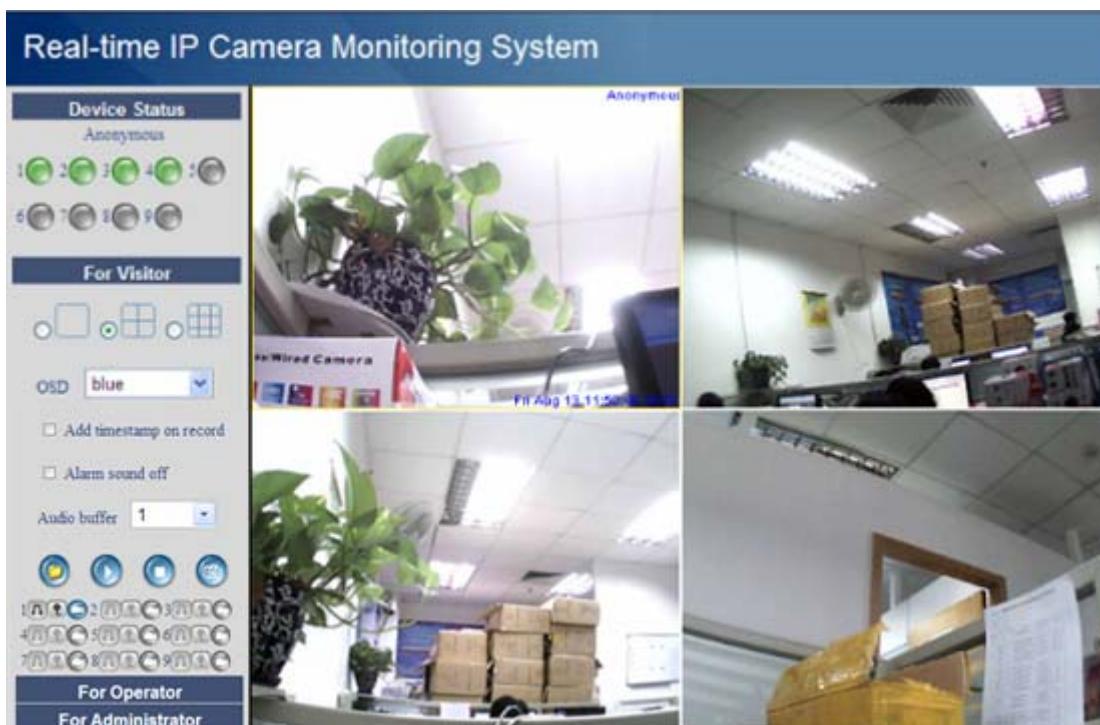 Real-time IP Camera Monitoring System
Device Status
Anonymous
1 2 3 4 5
6 7 8 9
For Visitor
OSD blue
Add timestamp on record
Alarm sound off
Audio buffer 1
1 2 3
4 5 6
7 8 9
For Operator
For Administrator
Anonymous
Wired Camera
Fri Aug 13 11: